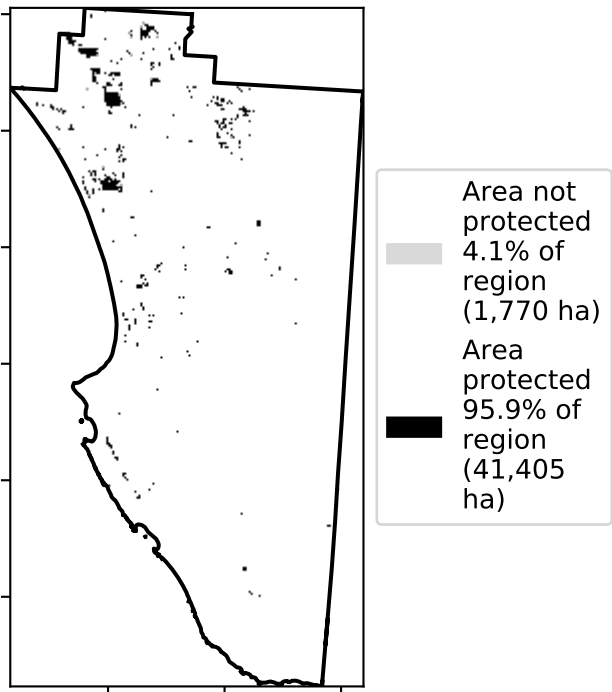 Area not
protected
4.1% of
region
(1,770 ha)
Area
protected
95.9% of
region
(41,405
ha)